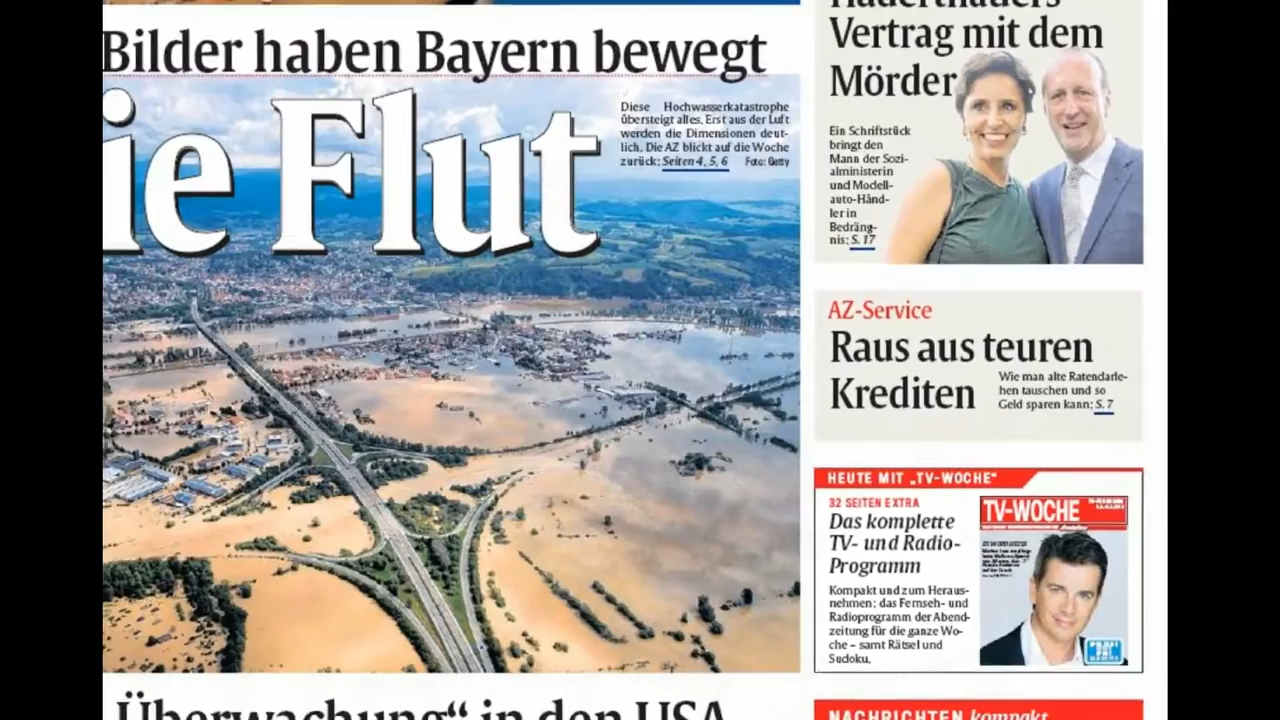 Bilder haben Bayern bewegt
ie Flut
Diese Hochwasserkatastrophe
übersteigt alles. Erst aus der Luft
werden die Dimensionen deut-
lich. Die AZ blickt auf die Woche
zurück: Seiten 4, 5, 6 Foto: Getty
Überwachung“ in den USA
Haderthauers
Vertrag mit dem
Mörder
Ein Schriftstück
bringt den
Mann der Sozi-
alministerin
und Modell-
auto-Händ-
ler in
Bedräng-
nis: S. 17
AZ-Service
Raus aus teuren
Krediten
Wie man alte Ratendarle-
hen tauschen und so
Geld sparen kann: S. 7
HEUTE MIT „TV-WOCHE“
32 SEITEN EXTRA
Das komplette
TV- und Radio-
Programm
Kompakt und zum Heraus-
nehmen: das Fernseh- und
Radioprogramm der Abend-
zeitung für die ganze Wo-
che – samt Rätsel und
Sudoku.
TV-WOCHE
NACHRICHTEN kompakt